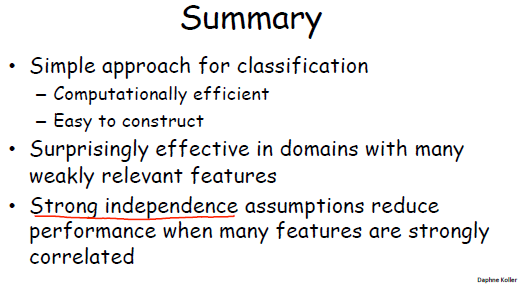 Summary
• Simple approach for classification
– Computationally efficient
– Easy to construct
• Surprisingly effective in domains with many
weakly relevant features
• Strong independence assumptions reduce
performance when many features are strongly
correlated
Daphne Koller